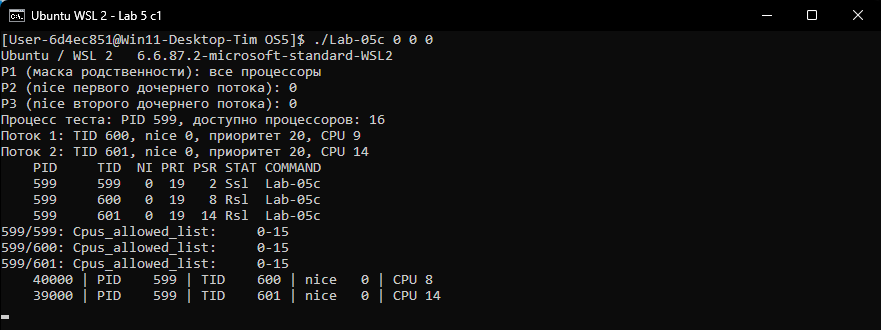 Ubuntu WSL 2 - Lab 5 c1
[User-6d4ec851@Win11-Desktop-Tim OS5]$ ./Lab-05c 0 0 0
Ubuntu / WSL 2   6.6.87.2-microsoft-standard-WSL2
P1 (маска родственности): все процессоры
P2 (nice первого дочернего потока): 0
P3 (nice второго дочернего потока): 0
Процесс теста: PID 599, доступно процессоров: 16
Поток 1: TID 600, nice 0, приоритет 20, CPU 9
Поток 2: TID 601, nice 0, приоритет 20, CPU 14
    PID     TID  NI PRI PSR STAT COMMAND
    599     599   0  19   2 Ssl  Lab-05c
    599     600   0  19   8 Rsl  Lab-05c
    599     601   0  19  14 Rsl  Lab-05c
599/599: Cpus_allowed_list:     0-15
599/600: Cpus_allowed_list:     0-15
599/601: Cpus_allowed_list:     0-15
    40000 | PID    599 | TID    600 | nice   0 | CPU 8
    39000 | PID    599 | TID    601 | nice   0 | CPU 14